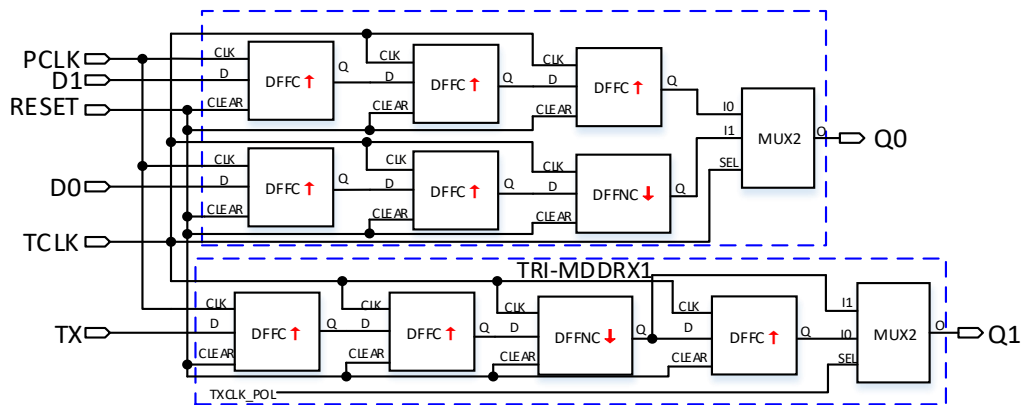 PCLK
D1
RESET
D0
TCLK
TX
CLK
D
CLEAR
DFFC
Q
CLK
D
CLEAR
DFFC
Q
CLK
D
CLEAR
DFFC
Q
I0
I1
SEL
MUX2
O
Q0
CLK
D
CLEAR
DFFC
Q
CLK
D
CLEAR
DFFC
Q
CLK
D
CLEAR
DFFNC
Q
TRI-MDDRX1
CLK
D
CLEAR
DFFC
Q
CLK
D
CLEAR
DFFC
Q
CLK
D
CLEAR
DFFNC
Q
CLK
D
CLEAR
DFFC
Q
I1
I0
SEL
MUX2
O
Q1
TXCLK_POL